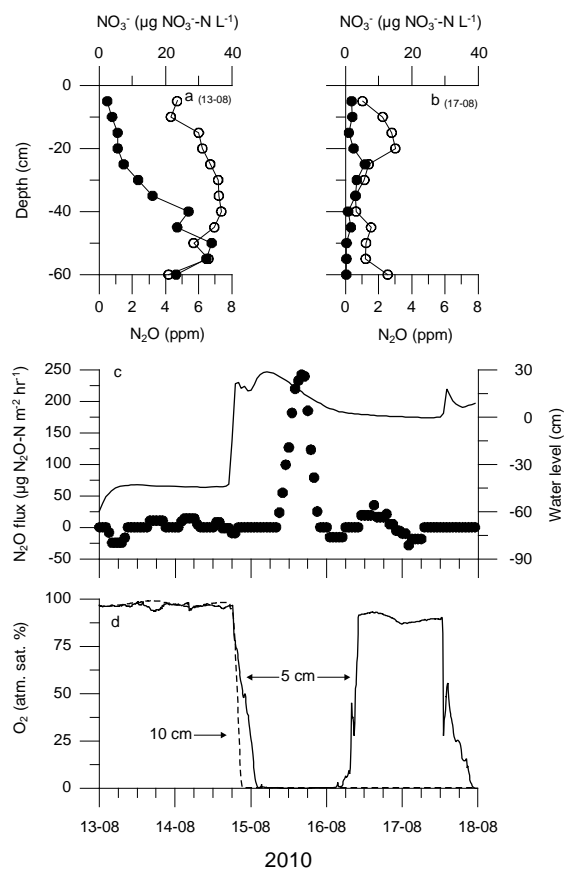 NO₃⁻ (µg NO₃⁻-N L⁻¹) NO₃⁻ (µg NO₃⁻-N L⁻¹)
0 20 40 0 20 40
a (13-08) b (17-08)
0
-20
-40
-60
Depth (cm)
0 2 4 6 8 0 2 4 6 8
N₂O (ppm) N₂O (ppm)
c
250
200
150
100
50
0
-50
N₂O flux (µg N₂O-N m⁻² hr⁻¹)
30
0
-30
-60
-90
Water level (cm)
d
100
75
50
25
0
O₂ (atm. sat. %)
5 cm
10 cm
13-08 14-08 15-08 16-08 17-08 18-08
2010